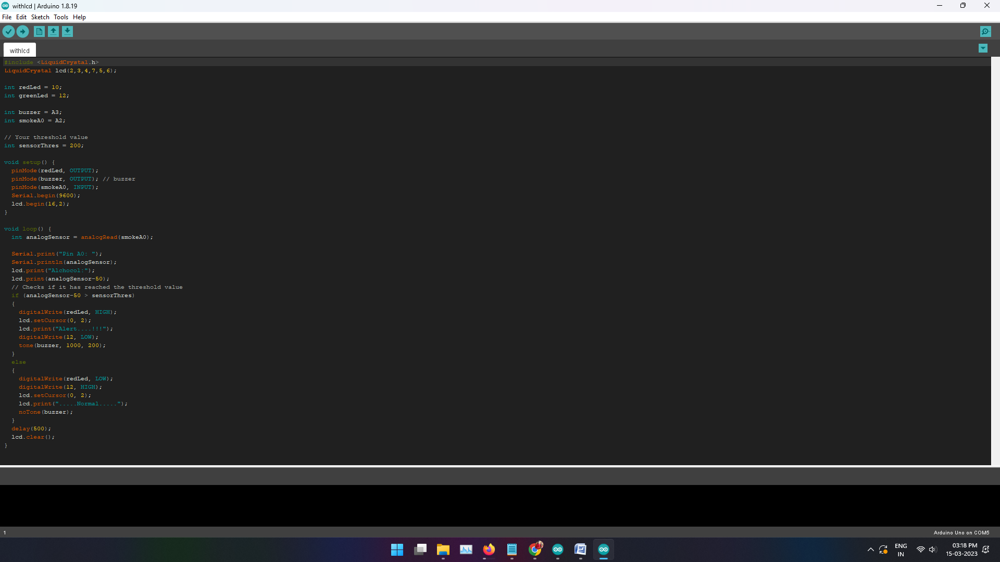 withlcd | Arduino 1.8.19
File Edit Sketch Tools Help
withlcd
#include <LiquidCrystal.h>
LiquidCrystal lcd(2,3,4,7,5,6);
int redLed = 10;
int greenLed = 12;
int buzzer = A3;
int smokeA0 = A2;
// Your threshold value
int sensorThres = 200;
void setup() {
pinMode(redLed, OUTPUT);
pinMode(buzzer, OUTPUT); // buzzer
pinMode(smokeA0, INPUT);
Serial.begin(9600);
lcd.begin(16,2);
}
void loop() {
int analogSensor = analogRead(smokeA0);
Serial.print("Pin A0: ");
Serial.println(analogSensor);
lcd.print("Alchocol:");
lcd.print(analogSensor-50);
// Checks if it has reached the threshold value
if (analogSensor-50 > sensorThres)
{
digitalWrite(redLed, HIGH);
lcd.setCursor(0, 2);
lcd.print("Alert....!!!");
digitalWrite(12, LOW);
tone(buzzer, 1000, 200);
}
else
{
digitalWrite(redLed, LOW);
digitalWrite(12, HIGH);
lcd.setCursor(0, 2);
lcd.print(".....Normal.....");
noTone(buzzer);
}
delay(500);
lcd.clear();
}
1
Arduino Uno on COM5
ENG
IN
03:18 PM
15-03-2023